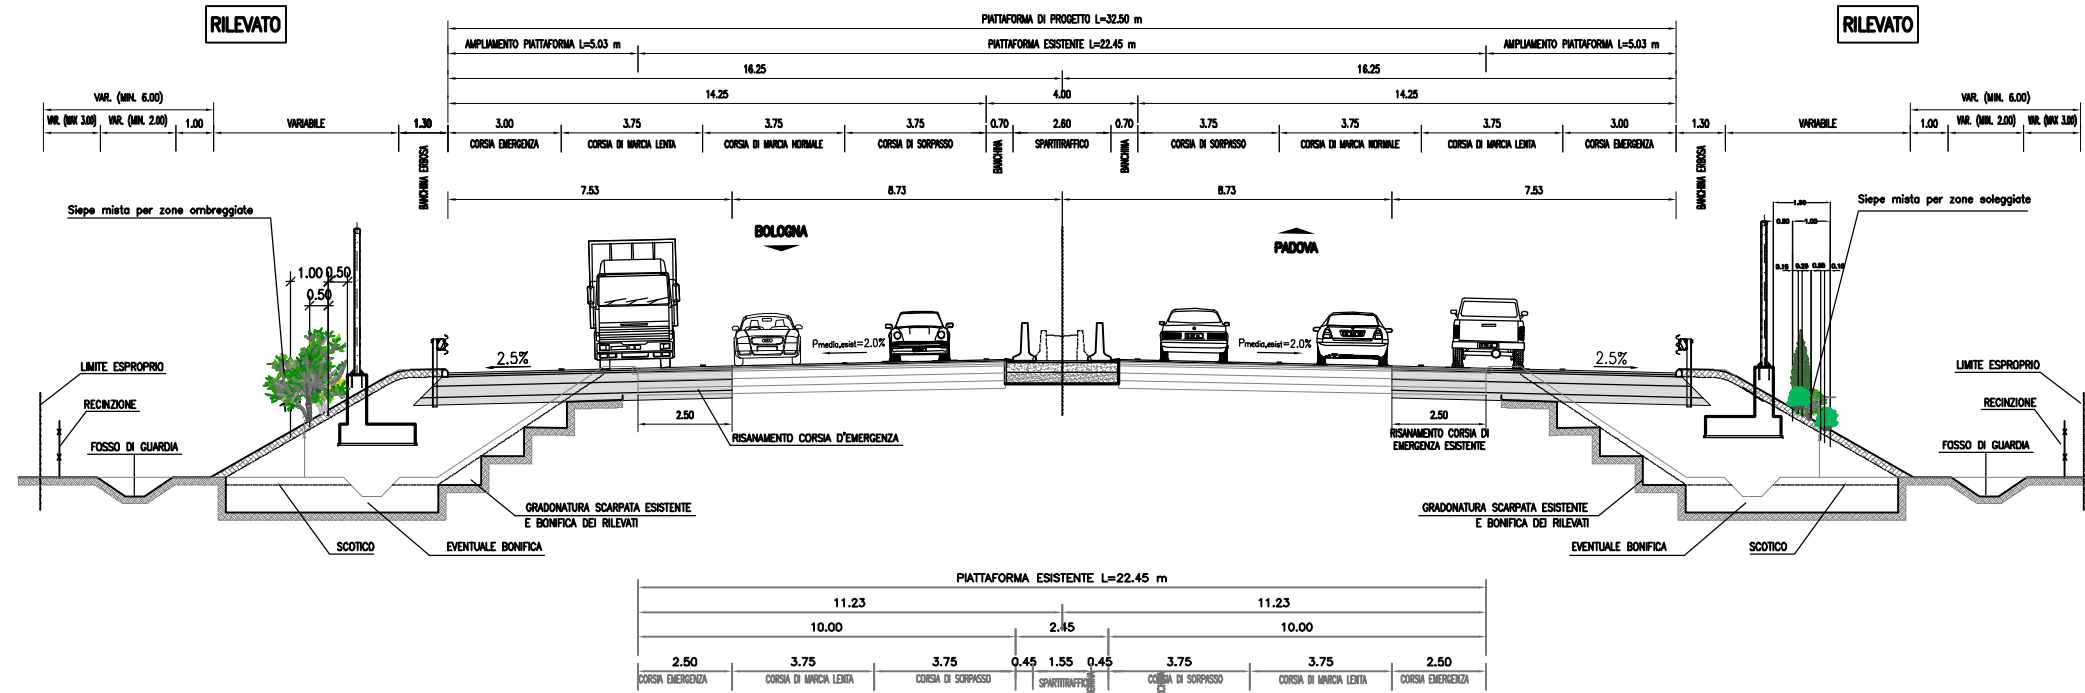 RILEVATO
RILEVATO
PIATTAFORMA DI PROGETTO L=32.50 m
AMPLIAMENTO PIATTAFORMA L=5.03 m
PIATTAFORMA ESISTENTE L=22.45 m
AMPLIAMENTO PIATTAFORMA L=5.03 m
16.25
16.25
14.25
4.00
14.25
VAR. (MIN. 6.00)
VAR. (MIN. 6.00)
VAR. (MAX 3.00)
VAR. (MIN. 2.00)
1.00
VARIABILE
1.30
3.00
3.75
3.75
3.75
0.70
2.60
0.70
3.75
3.75
3.75
3.00
1.30
VARIABILE
1.00
VAR. (MIN. 2.00)
VAR. (MAX 3.00)
BANCHINA ERBOSA
CORSIA EMERGENZA
CORSIA DI MARCIA LENTA
CORSIA DI MARCIA NORMALE
CORSIA DI SORPASSO
BANCHINA
SPARTITRAFFICO
BANCHINA
CORSIA DI SORPASSO
CORSIA DI MARCIA NORMALE
CORSIA DI MARCIA LENTA
CORSIA EMERGENZA
BANCHINA ERBOSA
7.53
8.73
8.73
7.53
Siepe mista per zone ombreggiate
Siepe mista per zone soleggiate
1.50
0.50
1.00
BOLOGNA
PADOVA
1.00
0.50
0.50
0.15
0.25
0.10
Pmedia,esist=2.0%
Pmedia,esist=2.0%
2.5%
2.5%
LIMITE ESPROPRIO
LIMITE ESPROPRIO
RECINZIONE
RECINZIONE
2.50
2.50
RISANAMENTO CORSIA D'EMERGENZA
RISANAMENTO CORSIA DI
EMERGENZA ESISTENTE
FOSSO DI GUARDIA
FOSSO DI GUARDIA
GRADONATURA SCARPATA ESISTENTE
E BONIFICA DEI RILEVATI
GRADONATURA SCARPATA ESISTENTE
E BONIFICA DEI RILEVATI
SCOTICO
EVENTUALE BONIFICA
EVENTUALE BONIFICA
SCOTICO
PIATTAFORMA ESISTENTE L=22.45 m
11.23
11.23
10.00
2.45
10.00
2.50
3.75
3.75
0.45
1.55
0.45
3.75
3.75
2.50
CORSIA EMERGENZA
CORSIA DI MARCIA LENTA
CORSIA DI SORPASSO
SPARTITRAFFICO
CORSIA DI SORPASSO
CORSIA DI MARCIA LENTA
CORSIA EMERGENZA